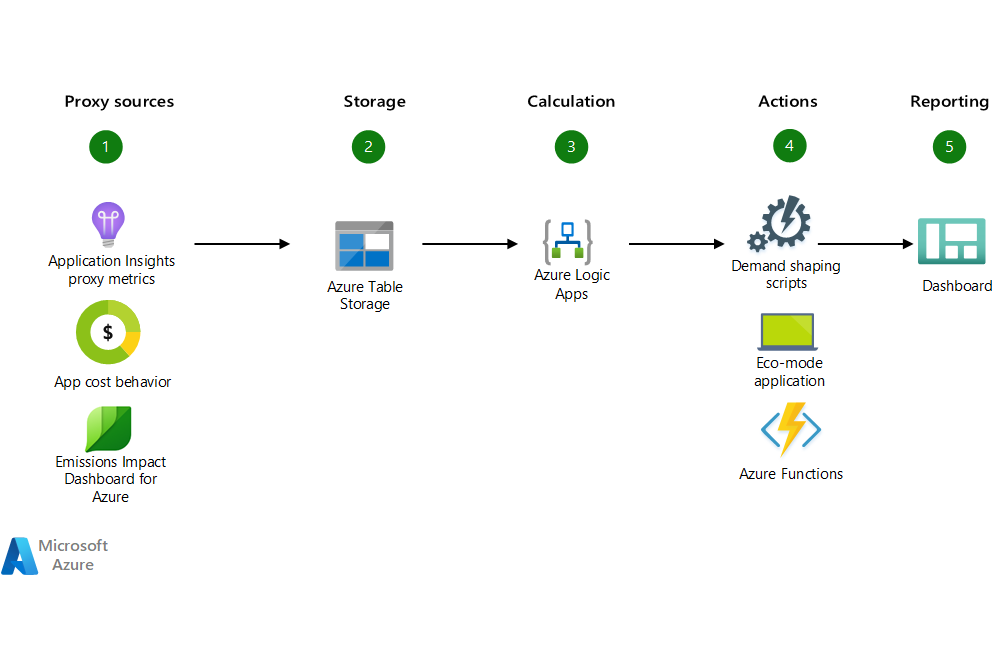 Proxy sources
Storage
Calculation
Actions
Reporting
1
2
3
4
5
Application Insights
proxy metrics
$
App cost behavior
Emissions Impact
Dashboard for
Azure
Azure Table
Storage
Azure Logic
Apps
Demand shaping
scripts
Eco-mode
application
Azure Functions
Dashboard
Microsoft
Azure